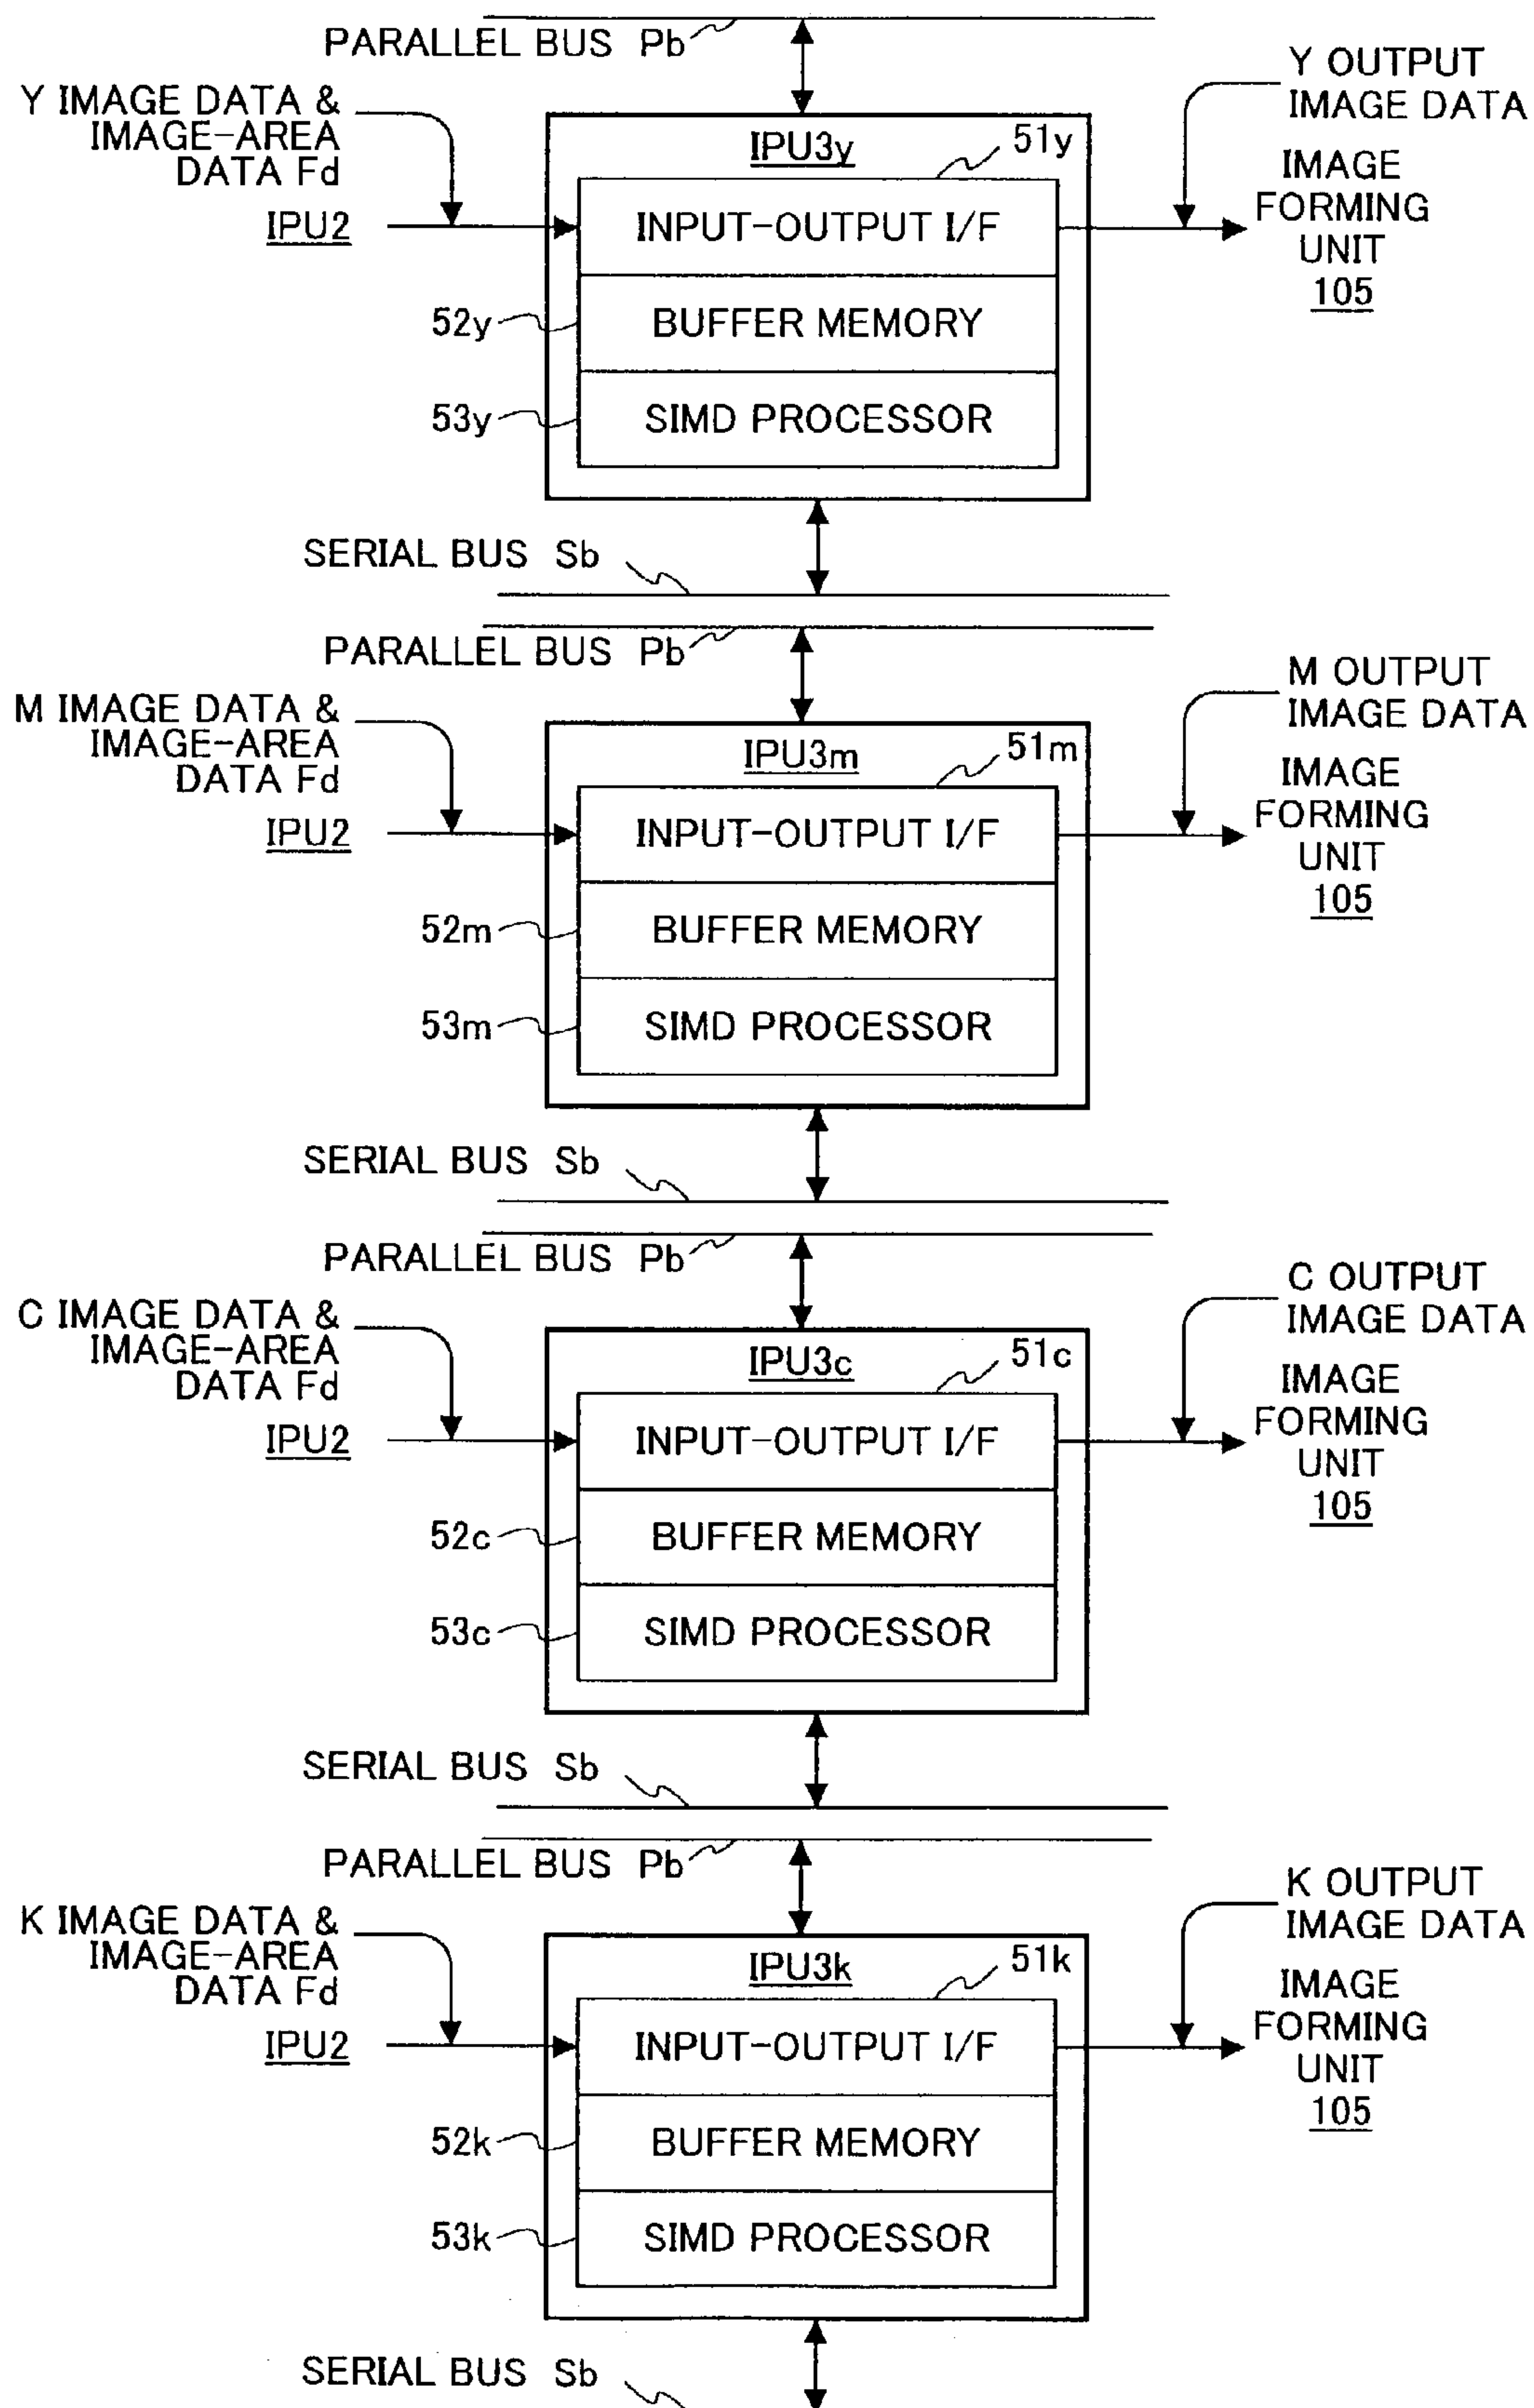 PARALLEL BUS Pb
Y IMAGE DATA &
IMAGE-AREA
DATA Fd
IPU2
IPU3y
51y
INPUT-OUTPUT I/F
52y
BUFFER MEMORY
53y
SIMD PROCESSOR
Y OUTPUT
IMAGE DATA
IMAGE
FORMING
UNIT
105
SERIAL BUS Sb
PARALLEL BUS Pb
M IMAGE DATA &
IMAGE-AREA
DATA Fd
IPU2
IPU3m
51m
INPUT-OUTPUT I/F
52m
BUFFER MEMORY
53m
SIMD PROCESSOR
M OUTPUT
IMAGE DATA
IMAGE
FORMING
UNIT
105
SERIAL BUS Sb
PARALLEL BUS Pb
C IMAGE DATA &
IMAGE-AREA
DATA Fd
IPU2
IPU3c
51c
INPUT-OUTPUT I/F
52c
BUFFER MEMORY
53c
SIMD PROCESSOR
C OUTPUT
IMAGE DATA
IMAGE
FORMING
UNIT
105
SERIAL BUS Sb
PARALLEL BUS Pb
K IMAGE DATA &
IMAGE-AREA
DATA Fd
IPU2
IPU3k
51k
INPUT-OUTPUT I/F
52k
BUFFER MEMORY
53k
SIMD PROCESSOR
K OUTPUT
IMAGE DATA
IMAGE
FORMING
UNIT
105
SERIAL BUS Sb